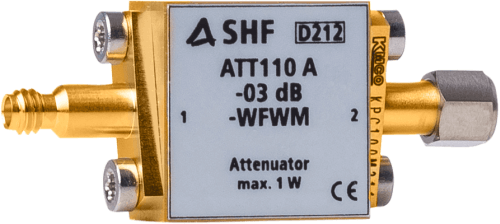 SHF D212
ATT110 A
-03 dB
-WFWM
1 2
Attenuator
max. 1 W
CE